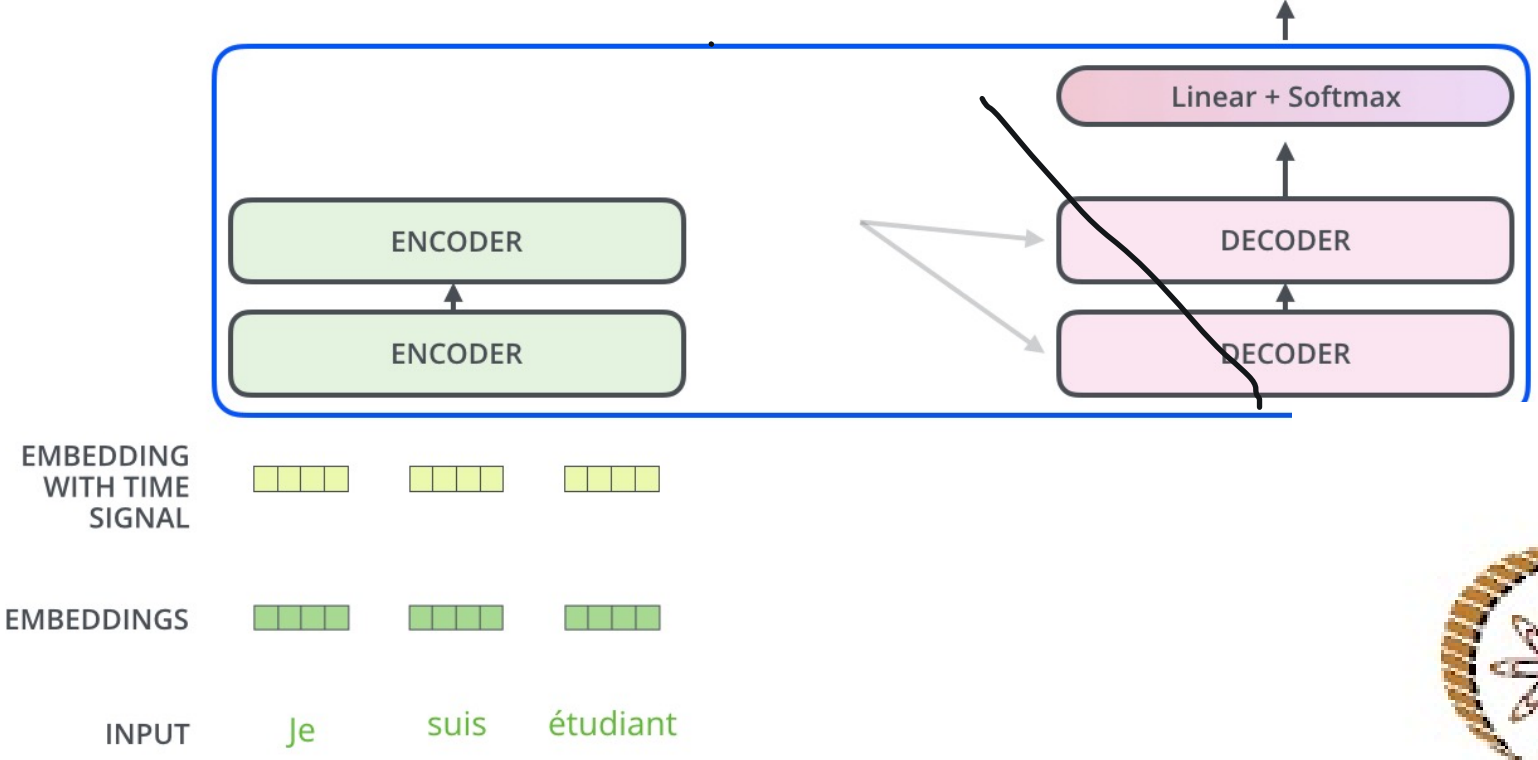 Linear + Softmax
ENCODER
DECODER
ENCODER
DECODER
EMBEDDING
WITH TIME
SIGNAL
EMBEDDINGS
INPUT
Je suis étudiant